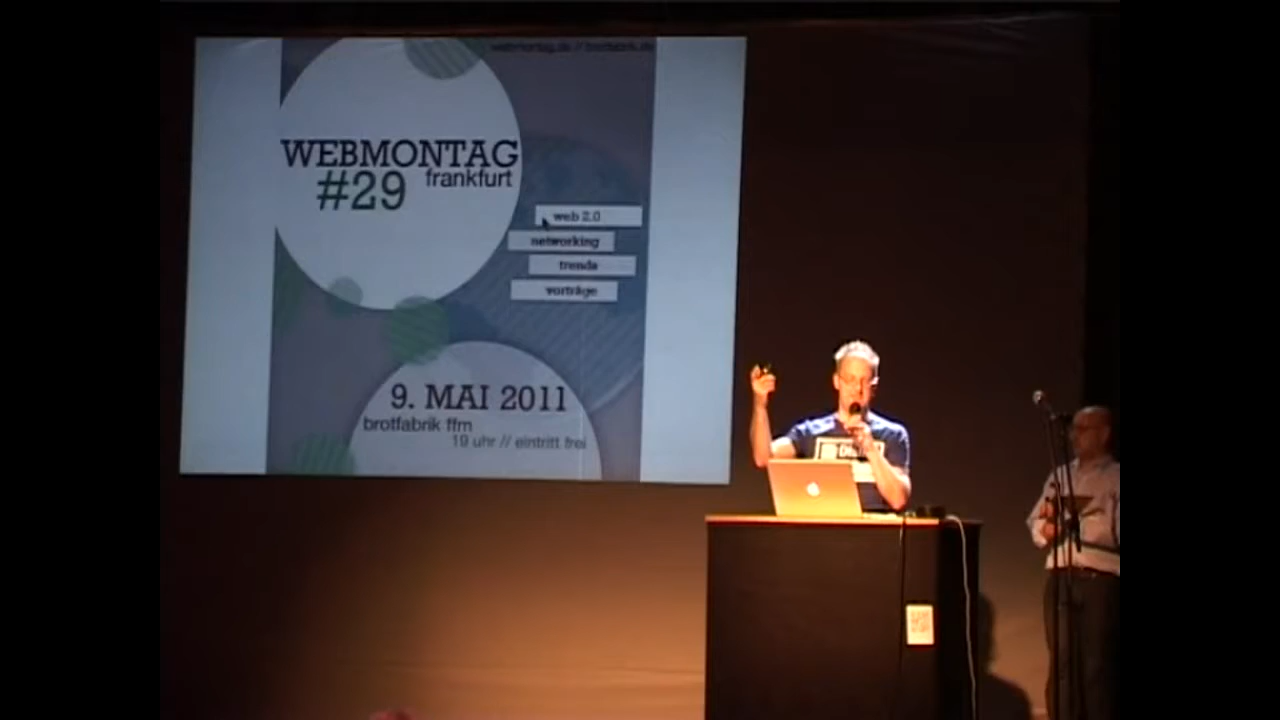 webmontag.de // brotfabrik.de
WEBMONTAG
#29 frankfurt
web 2.0
networking
trends
vorträge
9. MAI 2011
brotfabrik ffm
19 uhr // eintritt frei